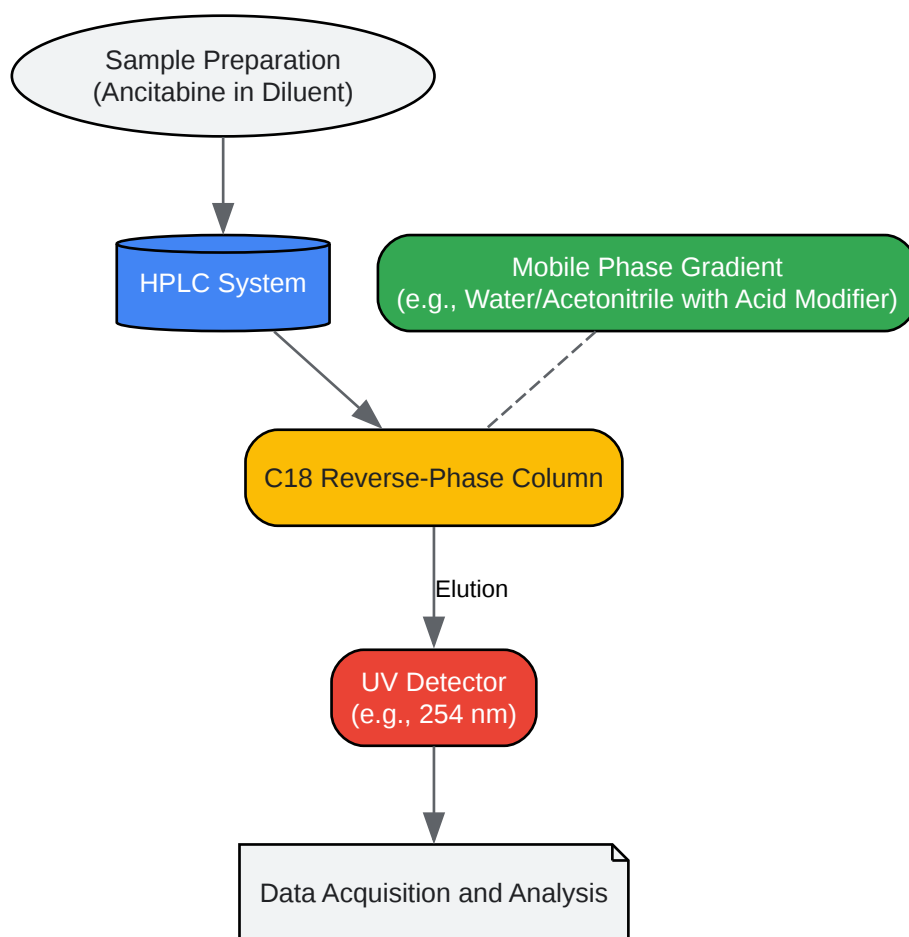 Sample Preparation
(Ancitabine in Diluent)
HPLC System
Mobile Phase Gradient
(e.g., Water/Acetonitrile with Acid Modifier)
C18 Reverse-Phase Column
Elution
UV Detector
(e.g., 254 nm)
Data Acquisition and Analysis